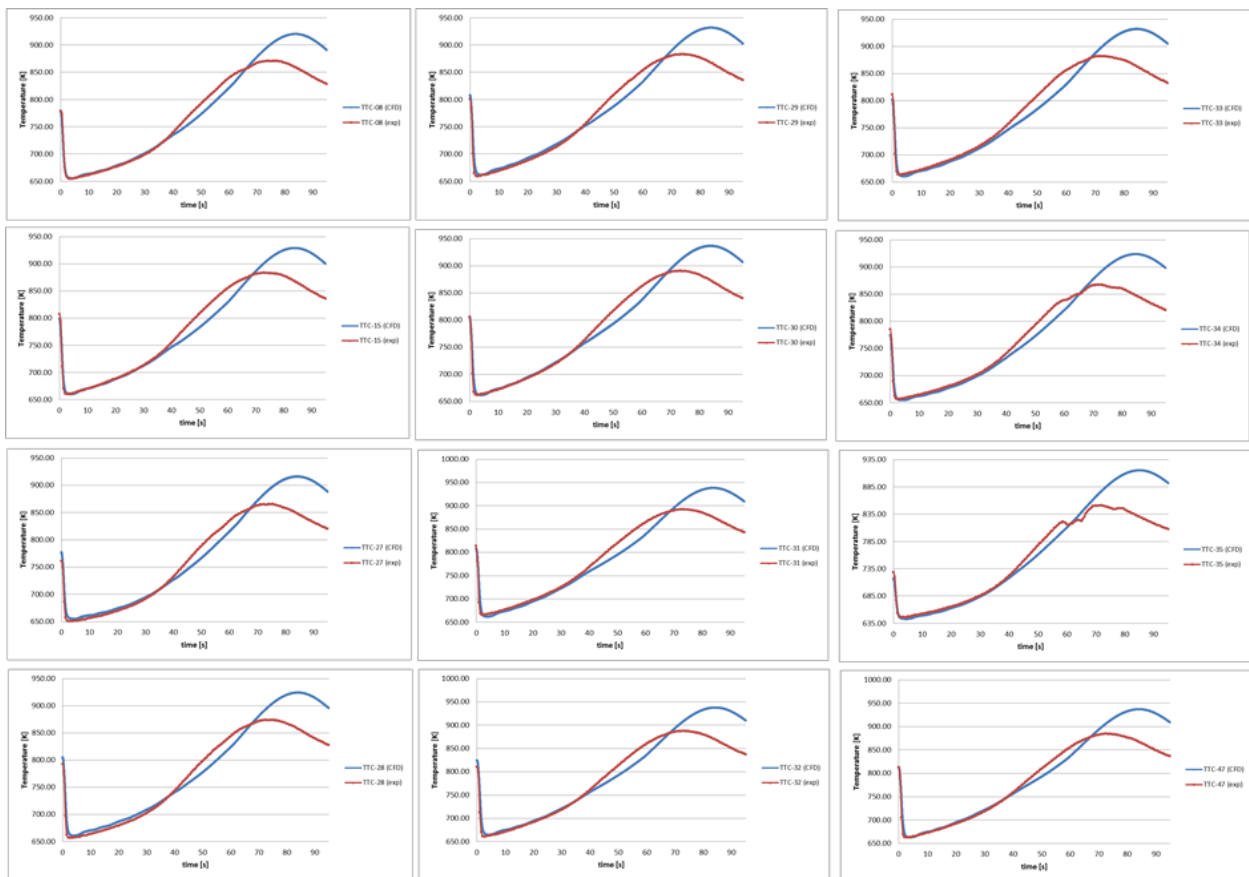 950.00
900.00
850.00
800.00
750.00
700.00
650.00
Temperature [K]
0 10 20 30 40 50 60 70 80 90
time [s]
TTC-08 (CFD)
TTC-08 (exp)
950.00
900.00
850.00
800.00
750.00
700.00
650.00
Temperature [K]
0 10 20 30 40 50 60 70 80 90
time [s]
TTC-29 (CFD)
TTC-29 (exp)
950.00
900.00
850.00
800.00
750.00
700.00
650.00
Temperature [K]
0 10 20 30 40 50 60 70 80 90
time [s]
TTC-33 (CFD)
TTC-33 (exp)
950.00
900.00
850.00
800.00
750.00
700.00
650.00
Temperature [K]
0 10 20 30 40 50 60 70 80 90
time [s]
TTC-15 (CFD)
TTC-15 (exp)
950.00
900.00
850.00
800.00
750.00
700.00
650.00
Temperature [K]
0 10 20 30 40 50 60 70 80 90
time [s]
TTC-30 (CFD)
TTC-30 (exp)
950.00
900.00
850.00
800.00
750.00
700.00
650.00
Temperature [K]
0 10 20 30 40 50 60 70 80 90
time [s]
TTC-34 (CFD)
TTC-34 (exp)
950.00
900.00
850.00
800.00
750.00
700.00
650.00
Temperature [K]
0 10 20 30 40 50 60 70 80 90
time [s]
TTC-27 (CFD)
TTC-27 (exp)
1000.00
950.00
900.00
850.00
800.00
750.00
700.00
650.00
Temperature [K]
0 10 20 30 40 50 60 70 80 90
time [s]
TTC-31 (CFD)
TTC-31 (exp)
935.00
885.00
835.00
785.00
735.00
685.00
635.00
Temperature [K]
0 10 20 30 40 50 60 70 80 90
time [s]
TTC-35 (CFD)
TTC-35 (exp)
950.00
900.00
850.00
800.00
750.00
700.00
650.00
Temperature [K]
0 10 20 30 40 50 60 70 80 90
time [s]
TTC-28 (CFD)
TTC-28 (exp)
1000.00
950.00
900.00
850.00
800.00
750.00
700.00
650.00
Temperature [K]
0 10 20 30 40 50 60 70 80 90
time [s]
TTC-32 (CFD)
TTC-32 (exp)
1000.00
950.00
900.00
850.00
800.00
750.00
700.00
650.00
Temperature [K]
0 10 20 30 40 50 60 70 80 90
time [s]
TTC-47 (CFD)
TTC-47 (exp)